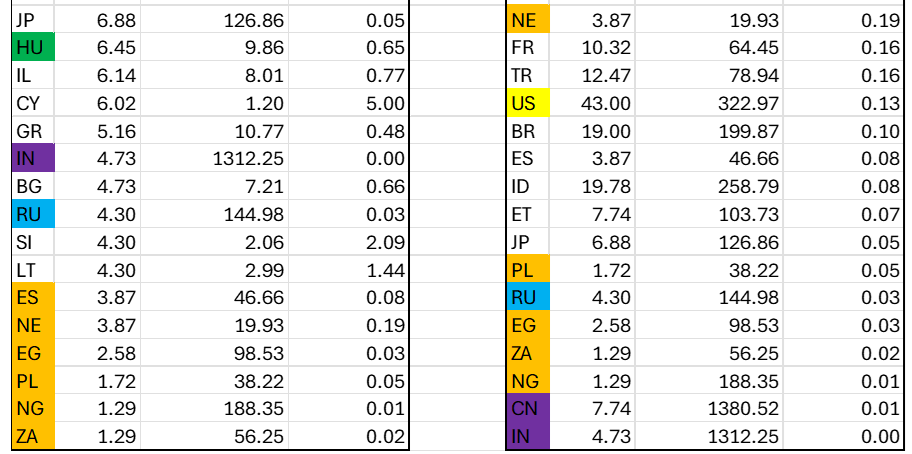 JP 6.88 126.86 0.05 NE 3.87 19.93 0.19
HU 6.45 9.86 0.65 FR 10.32 64.45 0.16
IL 6.14 8.01 0.77 TR 12.47 78.94 0.16
CY 6.02 1.20 5.00 US 43.00 322.97 0.13
GR 5.16 10.77 0.48 BR 19.00 199.87 0.10
IN 4.73 1312.25 0.00 ES 3.87 46.66 0.08
BG 4.73 7.21 0.66 ID 19.78 258.79 0.08
RU 4.30 144.98 0.03 ET 7.74 103.73 0.07
SI 4.30 2.06 2.09 JP 6.88 126.86 0.05
LT 4.30 2.99 1.44 PL 1.72 38.22 0.05
ES 3.87 46.66 0.08 RU 4.30 144.98 0.03
NE 3.87 19.93 0.19 EG 2.58 98.53 0.03
EG 2.58 98.53 0.03 ZA 1.29 56.25 0.02
PL 1.72 38.22 0.05 NG 1.29 188.35 0.01
NG 1.29 188.35 0.01 CN 7.74 1380.52 0.01
ZA 1.29 56.25 0.02 IN 4.73 1312.25 0.00